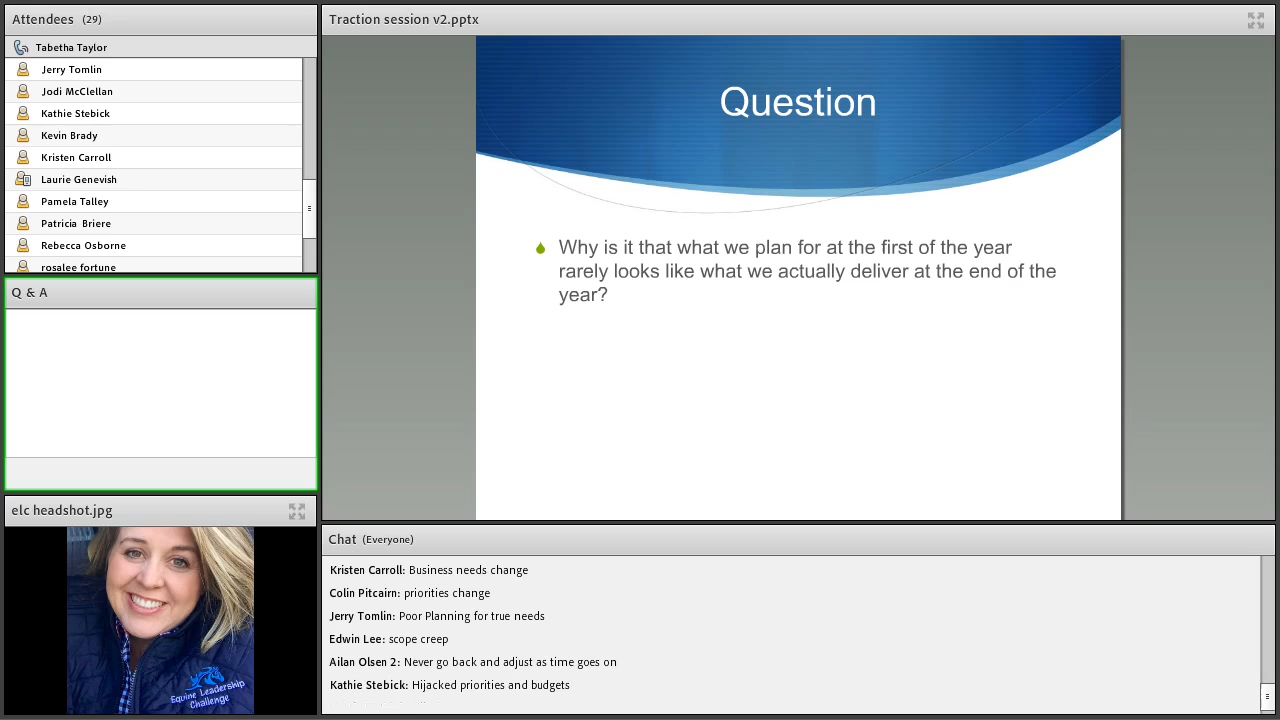 Attendees (29)
Tabetha Taylor
Jerry Tomlin
Jodi McClellan
Kathie Stebick
Kevin Brady
Kristen Carroll
Laurie Genevish
Pamela Talley
Patricia Briere
Rebecca Osborne
rosalee fortune
Q & A
elc headshot.jpg
Equine Leadership
Challenge
Traction session v2.pptx
Question
Why is it that what we plan for at the first of the year
rarely looks like what we actually deliver at the end of the
year?
Chat (Everyone)
Kristen Carroll: Business needs change
Colin Pitcairn: priorities change
Jerry Tomlin: Poor Planning for true needs
Edwin Lee: scope creep
Ailan Olsen 2: Never go back and adjust as time goes on
Kathie Stebick: Hijacked priorities and budgets